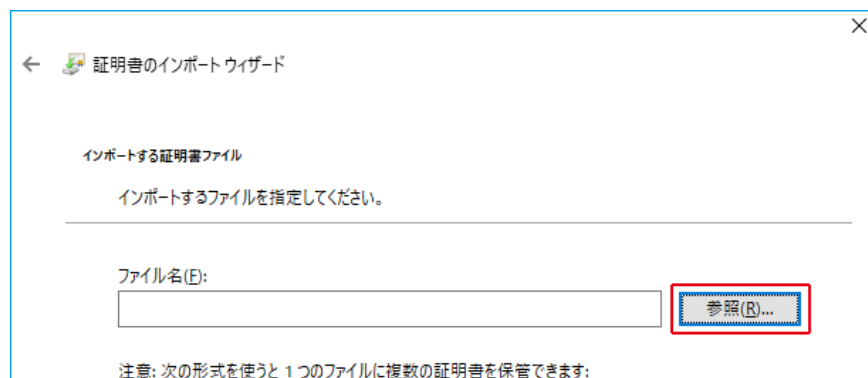 証明書のインポート ウィザード
インポートする証明書ファイル
インポートするファイルを指定してください。
ファイル名(F):
参照(R)...
注意: 次の形式を使うと 1 つのファイルに複数の証明書を保管できます: